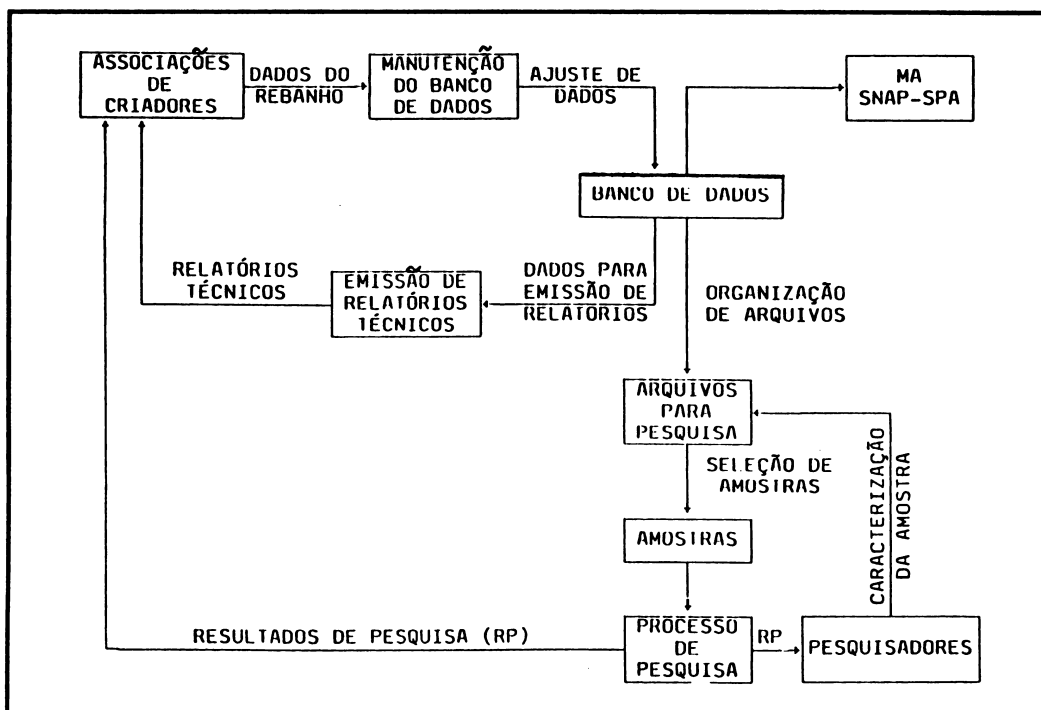 ASSOCIAÇÕES
DE
CRIADORES
DADOS DO
REBANHO
MANUTENÇÃO
DO BANCO
DE DADOS
AJUSTE DE
DADOS
MA
SNAP-SPA
BANCO DE DADOS
RELATÓRIOS
TÉCNICOS
EMISSÃO DE
RELATÓRIOS
TÉCNICOS
DADOS PARA
EMISSÃO DE
RELATÓRIOS
ORGANIZAÇÃO
DE ARQUIVOS
ARQUIVOS
PARA
PESQUISA
SELEÇÃO DE
AMOSTRAS
CARACTERIZAÇÃO
DA AMOSTRA
AMOSTRAS
RESULTADOS DE PESQUISA (RP)
PROCESSO
DE
PESQUISA
RP
PESQUISADORES